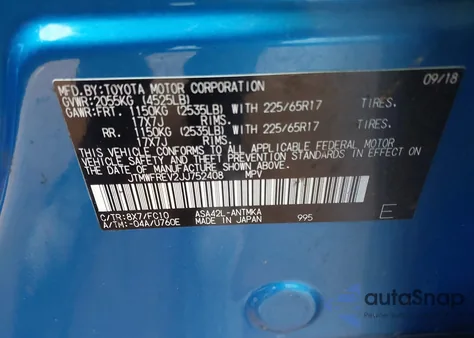 MFD.BY:TOYOTA MOTOR CORPORATION 09/18
GVWR:2055KG (4525LB)
GAWR:FRT. 1150KG (2535LB) WITH 225/65R17 TIRES.
17X7J RIMS.
RR. 1150KG (2535LB) WITH 225/65R17 TIRES.
17X7J RIMS.
THIS VEHICLE CONFORMS TO ALL APPLICABLE FEDERAL MOTOR
VEHICLE SAFETY AND THEFT PREVENTION STANDARDS IN EFFECT ON
THE DATE OF MANUFACTURE SHOWN ABOVE.
JTMWFREV2JJ752408 MPV
C/TR:8X7/FC10 ASA42L-ANTMKA
A/TM:-04A/U760E MADE IN JAPAN 995 E
autoSnap